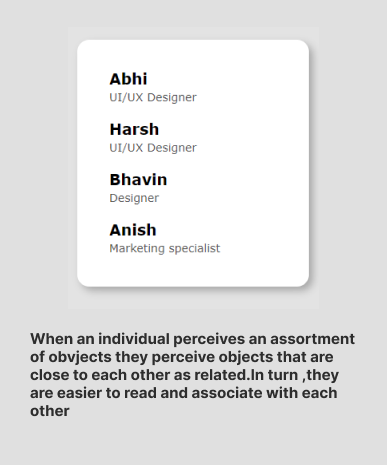 Abhi
UI/UX Designer
Harsh
UI/UX Designer
Bhavin
Designer
Anish
Marketing specialist
When an individual perceives an assortment
of obvjects they perceive objects that are
close to each other as related.In turn ,they
are easier to read and associate with each
other